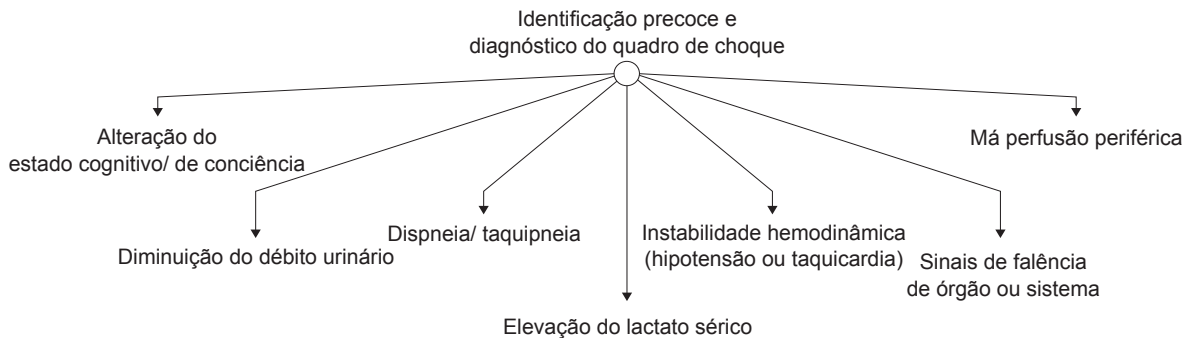 Identificação precoce e
diagnóstico do quadro de choque
Alteração do
estado cognitivo/ de conciência
Má perfusão periférica
Diminuição do débito urinário
Dispneia/ taquipneia
Instabilidade hemodinâmica
(hipotensão ou taquicardia)
Sinais de falência
de órgão ou sistema
Elevação do lactato sérico